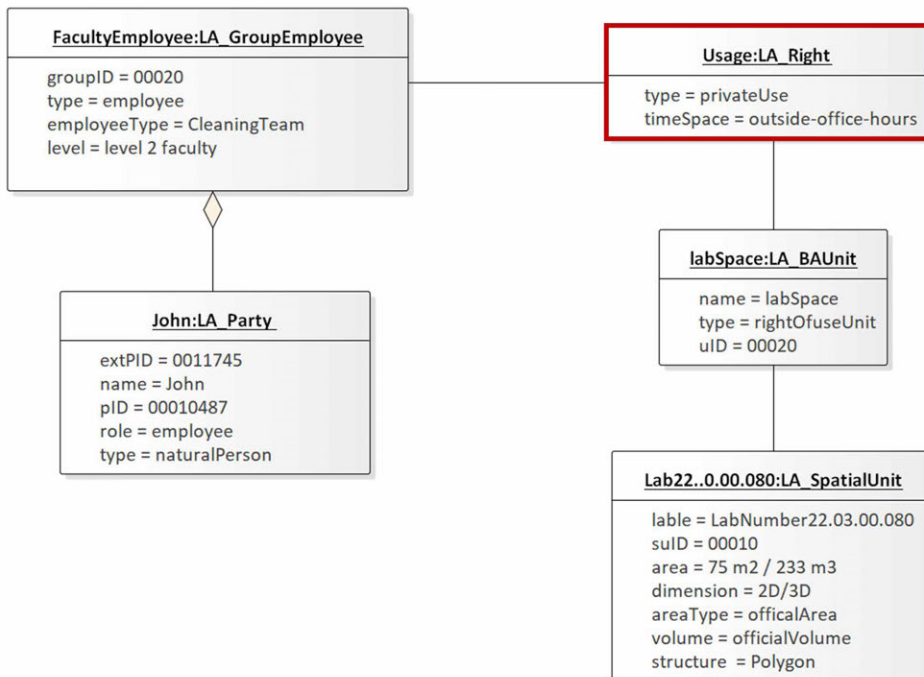 FacultyEmployee:LA_GroupEmployee
groupID = 00020
type = employee
employeeType = CleaningTeam
level = level 2 faculty
Usage:LA_Right
type = privateUse
timeSpace = outside-office-hours
labSpace:LA_BAUnit
name = labSpace
type = rightOfuseUnit
uID = 00020
John:LA_Party
extPID = 0011745
name = John
pID = 00010487
role = employee
type = naturalPerson
Lab22..0.00.080:LA_SpatialUnit
lable = LabNumber22.03.00.080
suID = 00010
area = 75 m2 / 233 m3
dimension = 2D/3D
areaType = officalArea
volume = officialVolume
structure = Polygon